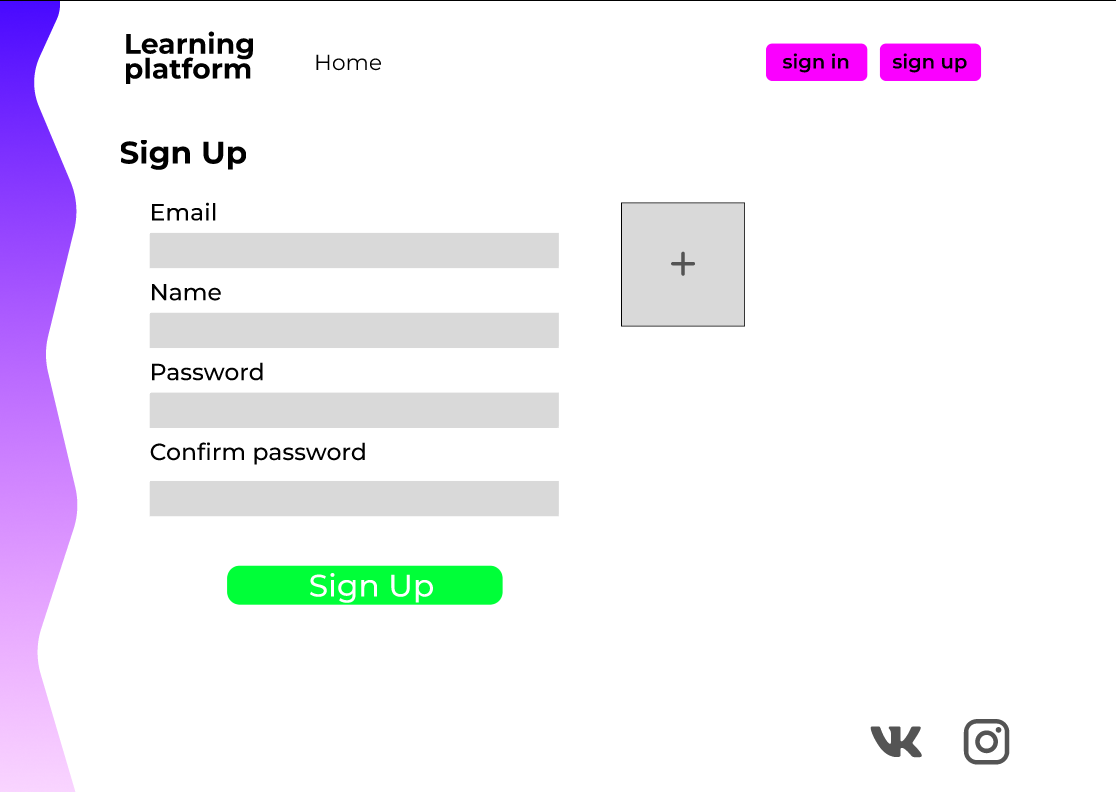 Learning
platform
Home
sign in
sign up
Sign Up
Email
Name
Password
Confirm password
Sign Up